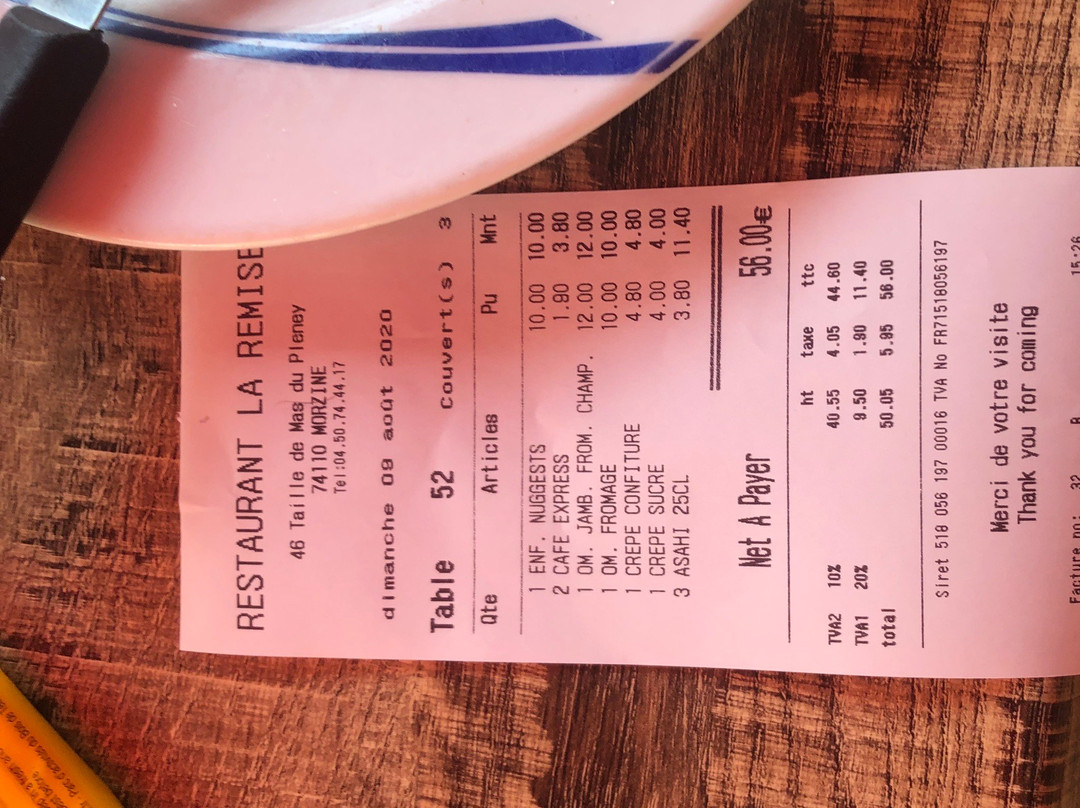 RESTAURANT LA REMISE
46 Taille de Mas du Pleney
74110 MORZINE
Tel:04.50.74.44.17
dimanche 09 août 2020
Table 52 Couvert(s) 3
Qte Articles Pu Mnt
1 ENF. NUGGESTS 10.00 10.00
2 CAFE EXPRESS 1.90 3.80
1 OM. JAMB. FROM. CHAMP. 12.00 12.00
1 OM. FROMAGE 10.00 10.00
1 CREPE CONFITURE 4.80 4.80
1 CREPE SUCRE 4.00 4.00
3 ASAHI 25CL 3.80 11.40
Net A Payer 56.00€
ht taxe ttc
TVA2 10% 40.55 4.05 44.60
TVA1 20% 9.50 1.90 11.40
total 50.05 5.95 56.00
Siret 518 056 197 00016 TVA No FR71518056197
Merci de votre visite
Thank you for coming
Facture no: 32 15:26